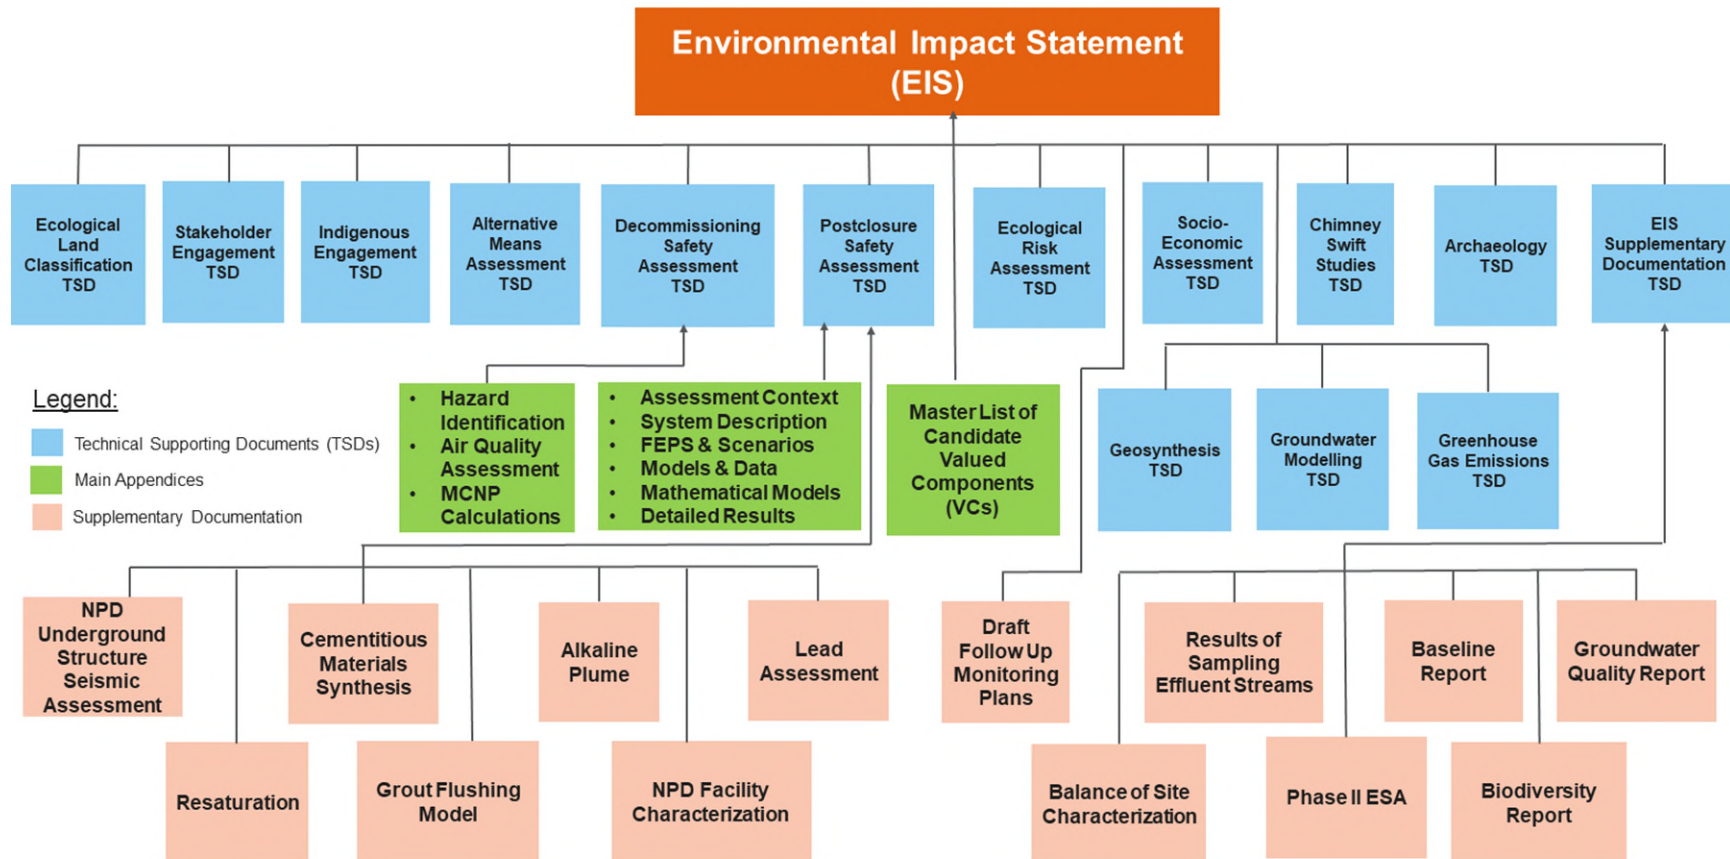 Environmental Impact Statement
(EIS)
Ecological
Land
Classification
TSD
Stakeholder
Engagement
TSD
Indigenous
Engagement
TSD
Alternative
Means
Assessment
TSD
Decommissioning
Safety
Assessment
TSD
Postclosure
Safety
Assessment
TSD
Ecological
Risk
Assessment
TSD
Socio-
Economic
Assessment
TSD
Chimney
Swift
Studies
TSD
Archaeology
TSD
EIS
Supplementary
Documentation
TSD
Legend:
Technical Supporting Documents (TSDs)
Main Appendices
Supplementary Documentation
• Hazard
Identification
• Air Quality
Assessment
• MCNP
Calculations
• Assessment Context
• System Description
• FEPS & Scenarios
• Models & Data
• Mathematical Models
• Detailed Results
Master List of
Candidate
Valued
Components
(VCs)
Geosynthesis
TSD
Groundwater
Modelling
TSD
Greenhouse
Gas Emissions
TSD
NPD
Underground
Structure
Seismic
Assessment
Cementitious
Materials
Synthesis
Alkaline
Plume
Lead
Assessment
Draft
Follow Up
Monitoring
Plans
Results of
Sampling
Effluent Streams
Baseline
Report
Groundwater
Quality Report
Resaturation
Grout Flushing
Model
NPD Facility
Characterization
Balance of Site
Characterization
Phase II ESA
Biodiversity
Report